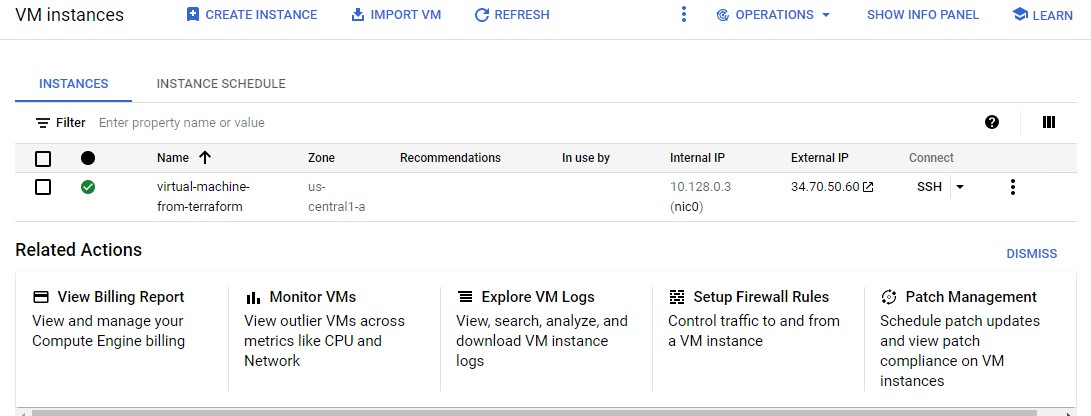 VM instances CREATE INSTANCE IMPORT VM REFRESH OPERATIONS SHOW INFO PANEL LEARN
INSTANCES INSTANCE SCHEDULE
Filter Enter property name or value
Name Zone Recommendations In use by Internal IP External IP Connect
virtual-machine- us- 10.128.0.3 34.70.50.60 SSH
from-terraform central1-a (nic0)
Related Actions
DISMISS
View Billing Report
View and manage your
Compute Engine billing
Monitor VMs
View outlier VMs across
metrics like CPU and
Network
Explore VM Logs
View, search, analyze, and
download VM instance
logs
Setup Firewall Rules
Control traffic to and from
a VM instance
Patch Management
Schedule patch updates
and view patch
compliance on VM
instances